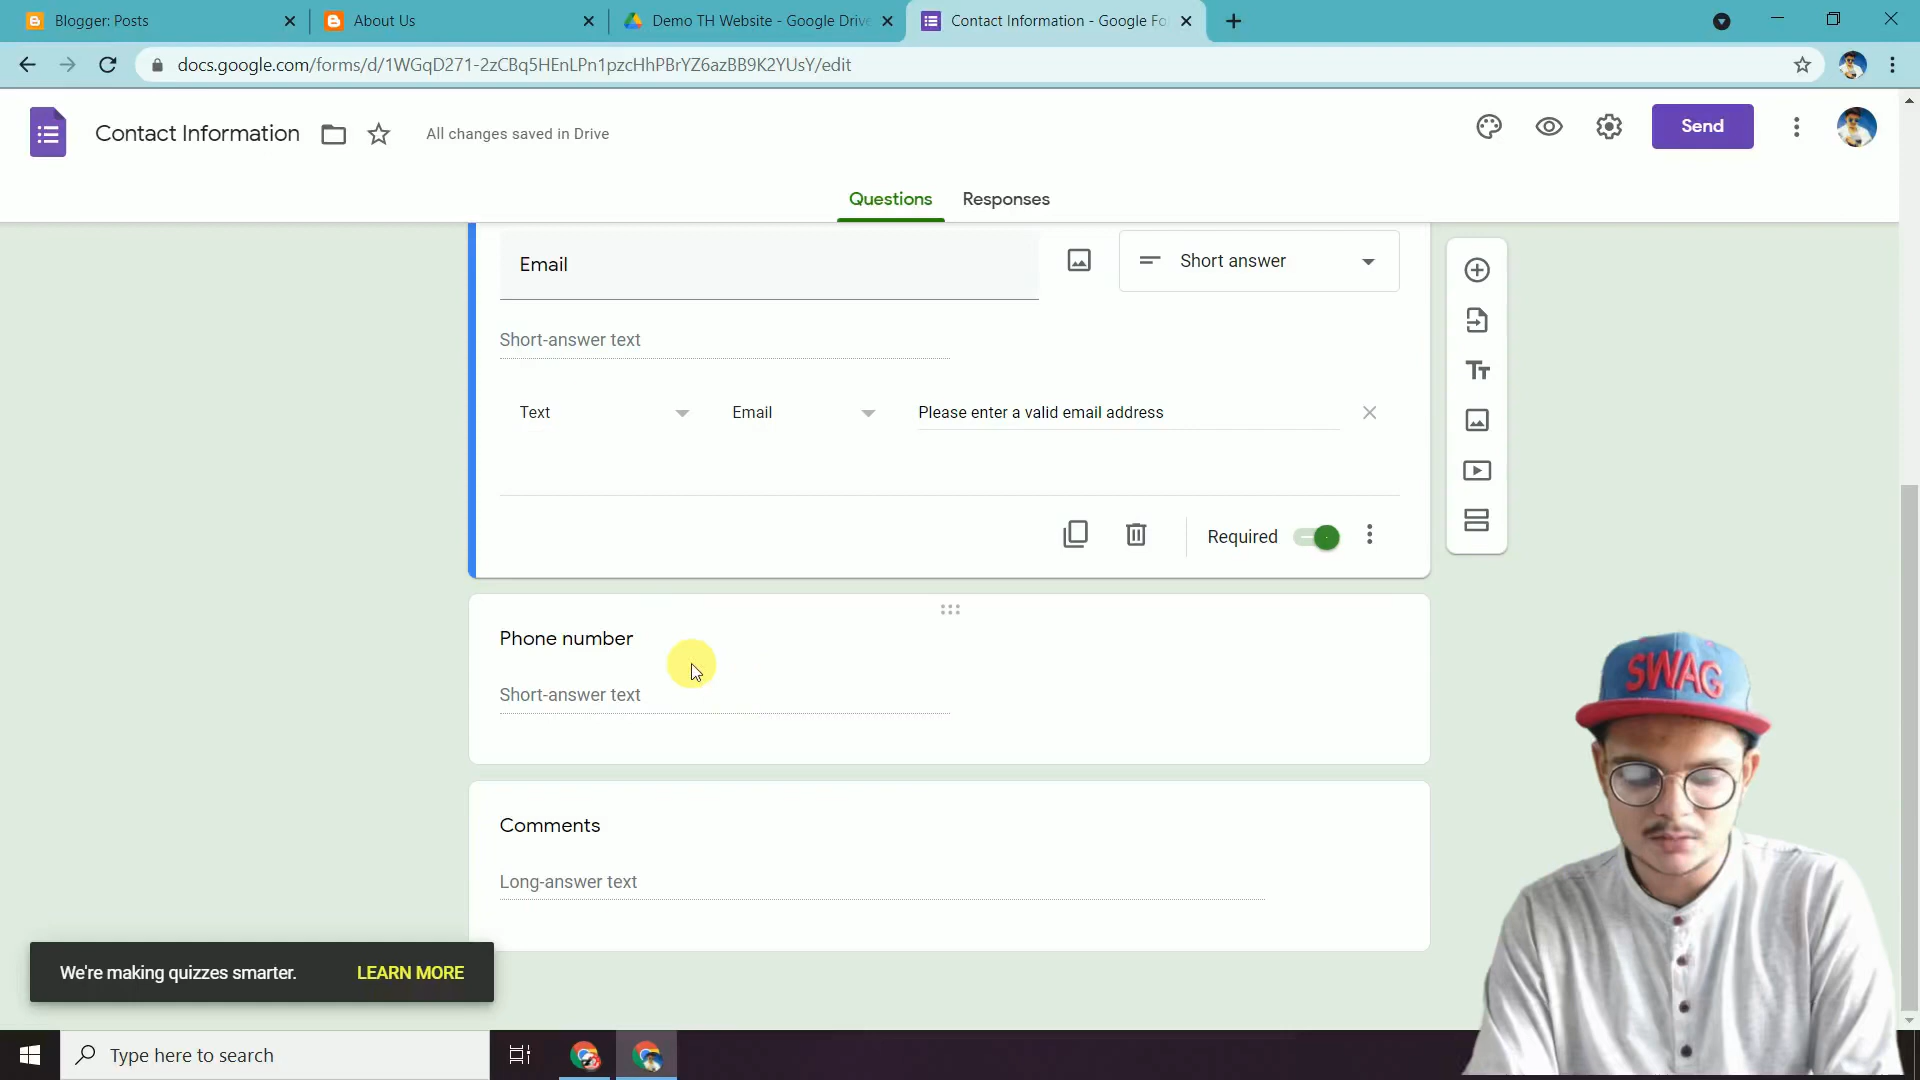 Blogger: Posts
About Us
Demo TH Website - Google Drive
Contact Information - Google Fo
docs.google.com/forms/d/1WGqD271-2zCBq5HEnLPn1pzcHhPBrYZ6azBB9K2YUsY/edit
Contact Information
All changes saved in Drive
Send
Questions
Responses
Email
Short answer
Short-answer text
Text
Email
Please enter a valid email address
Required
Phone number
Short-answer text
Comments
Long-answer text
We're making quizzes smarter.
LEARN MORE
SWAG
Type here to search